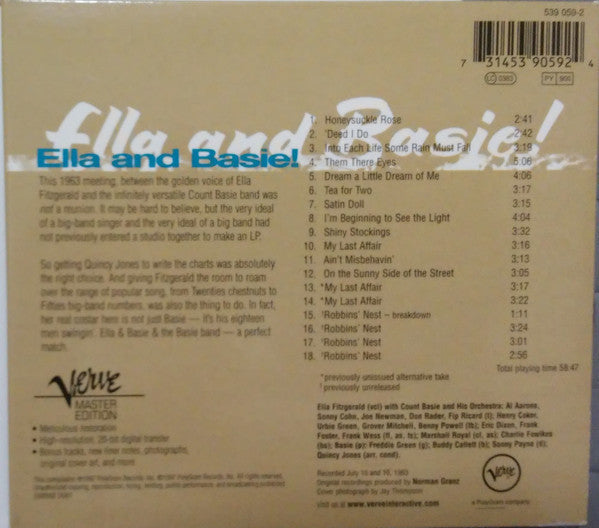 539 059-2
7 31453 90592 4
LC 0383 PY 900
Ella and Basie!
Ella and Basie!
This 1963 meeting, between the golden voice of Ella
Fitzgerald and the infinitely versatile Count Basie band was
not a reunion. It may be hard to believe, but the very ideal
of a big-band singer and the very ideal of a big band had
not previously entered a studio together to make an LP.
So getting Quincy Jones to write the charts was absolutely
the right choice. And giving Fitzgerald the room to roam
over the range of popular song, from Twenties chestnuts to
Fifties big-band numbers, was also the thing to do. In fact,
her real costar here is not just Basie — it's his eighteen
men swingin'. Ella & Basie & the Basie band — a perfect
match.
Verve
MASTER
EDITION
• Meticulous restoration
• High-resolution, 20-bit digital transfer
• Bonus tracks, new liner notes, photographs,
original cover art, and more
1. Honeysuckle Rose 2:41
2. 'Deed I Do 2:42
3. Into Each Life Some Rain Must Fall 3:18
4. Them There Eyes 5:06
5. Dream a Little Dream of Me 4:06
6. Tea for Two 3:17
7. Satin Doll 3:15
8. I'm Beginning to See the Light 4:04
9. Shiny Stockings 3:31
10. My Last Affair 3:16
11. Ain't Misbehavin' 3:11
12. On the Sunny Side of the Street 3:05
13. *My Last Affair 3:17
14. *My Last Affair 3:22
15. †Robbins' Nest – breakdown 1:11
16. †Robbins' Nest 3:24
17. †Robbins' Nest 3:01
18. †Robbins' Nest 2:56
Total playing time 58:47
*previously unissued alternative take
†previously unreleased
Ella Fitzgerald (vcl) with Count Basie and His Orchestra: Al Aarons,
Sonny Cohn, Joe Newman, Don Rader, Fip Ricard (t); Henry Coker,
Urbie Green, Grover Mitchell, Benny Powell (tb); Eric Dixon, Frank
Foster, Frank Wess (fl, as, ts); Marshall Royal (cl, as); Charlie Fowlkes
(bs); Basie (p); Freddie Green (g); Buddy Catlett (b); Sonny Payne (d);
Quincy Jones (arr, cond).
Recorded July 15 and 16, 1963
Original recordings produced by Norman Granz
Cover photograph by Jay Thompson
visit us at www.verveinteractive.com
Verve
a PolyGram company